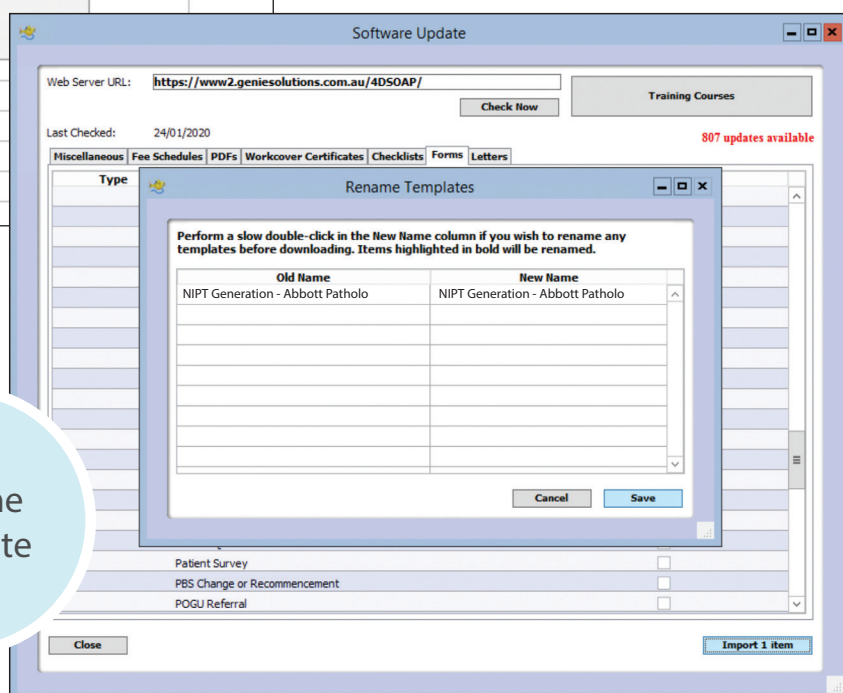 Software Update
Web Server URL: https://www2.geniesolutions.com.au/4DSOAP/
Check Now
Training Courses
Last Checked: 24/01/2020
807 updates available
Miscellaneous Fee Schedules PDFs Workcover Certificates Checklists Forms Letters
Type
Rename Templates
Perform a slow double-click in the New Name column if you wish to rename any
templates before downloading. Items highlighted in bold will be renamed.
Old Name New Name
NIPT Generation - Abbott Patholo NIPT Generation - Abbott Patholo
Cancel Save
Patient Survey
PBS Change or Recommencement
POGU Referral
Close
Import 1 item